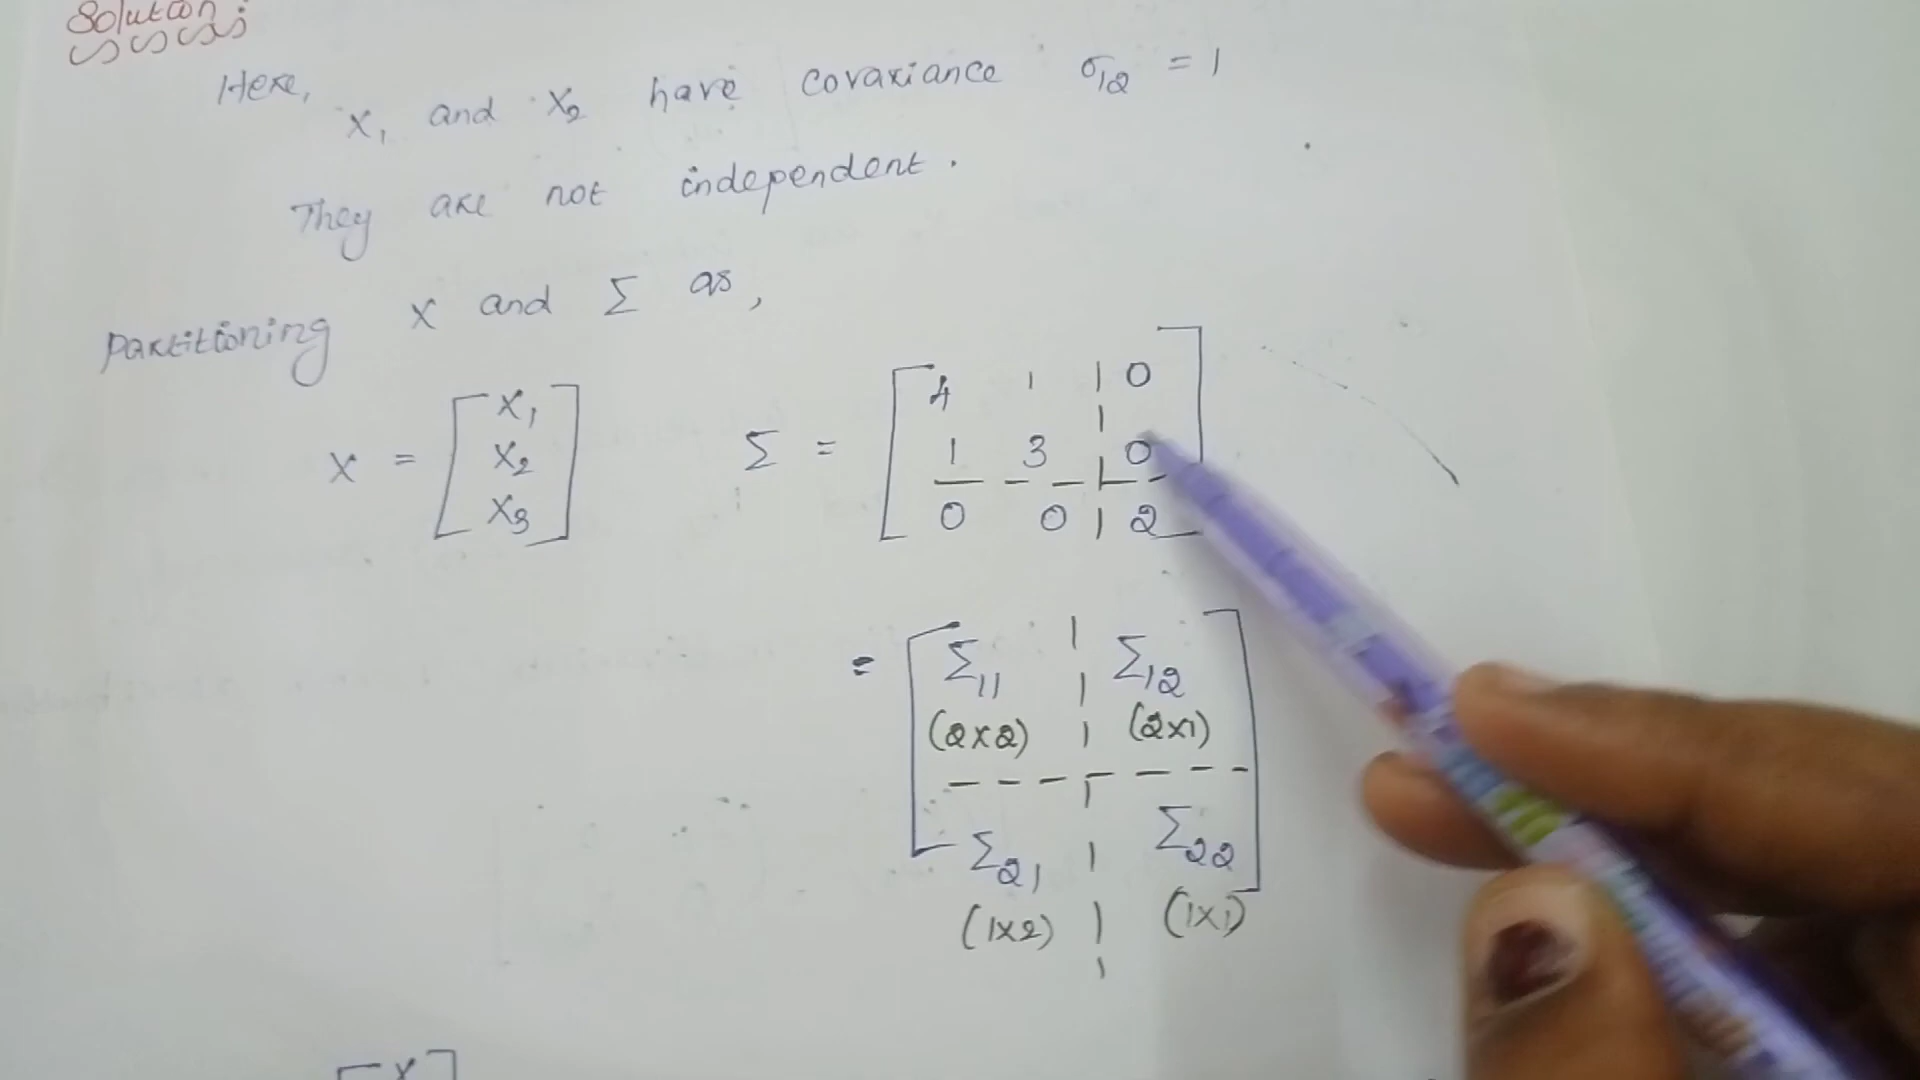 Solution:
Here,
X₁ and X₂ have covariance σ₁₂ = 1
They are not independent.
Partitioning X and Σ as,
X = [X₁ X₂ X₃] Σ = [4 1 | 0
1 3 | 0
0 0 | 2]
= [Σ₁₁ | Σ₁₂
(2x2) | (2x1)
Σ₂₁ | Σ₂₂]
(1x2) | (1x1)
[X